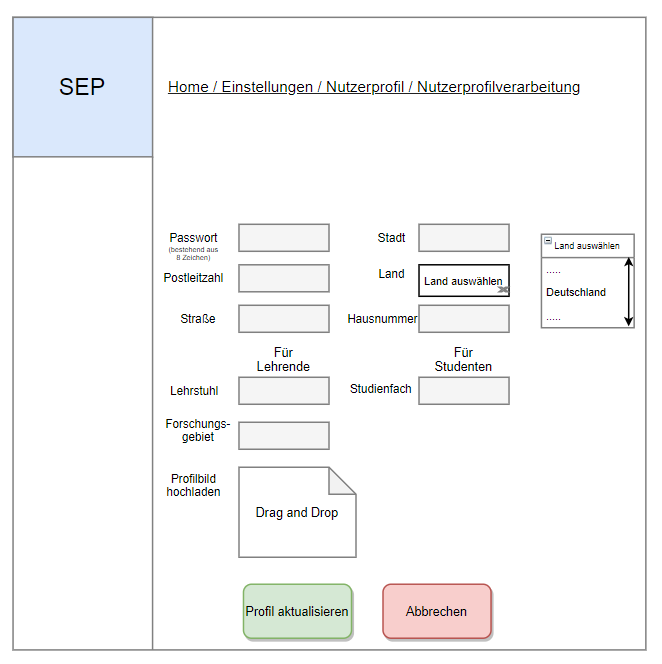 SEP
Home / Einstellungen / Nutzerprofil / Nutzerprofilverarbeitung
Passwort
(bestehend aus
8 Zeichen)
Stadt
Land auswählen
.....
Deutschland
.....
Postleitzahl
Land
Land auswählen
Straße
Hausnummer
Für
Lehrende
Für
Studenten
Lehrstuhl
Studienfach
Forschungs-
gebiet
Profilbild
hochladen
Drag and Drop
Profil aktualisieren
Abbrechen